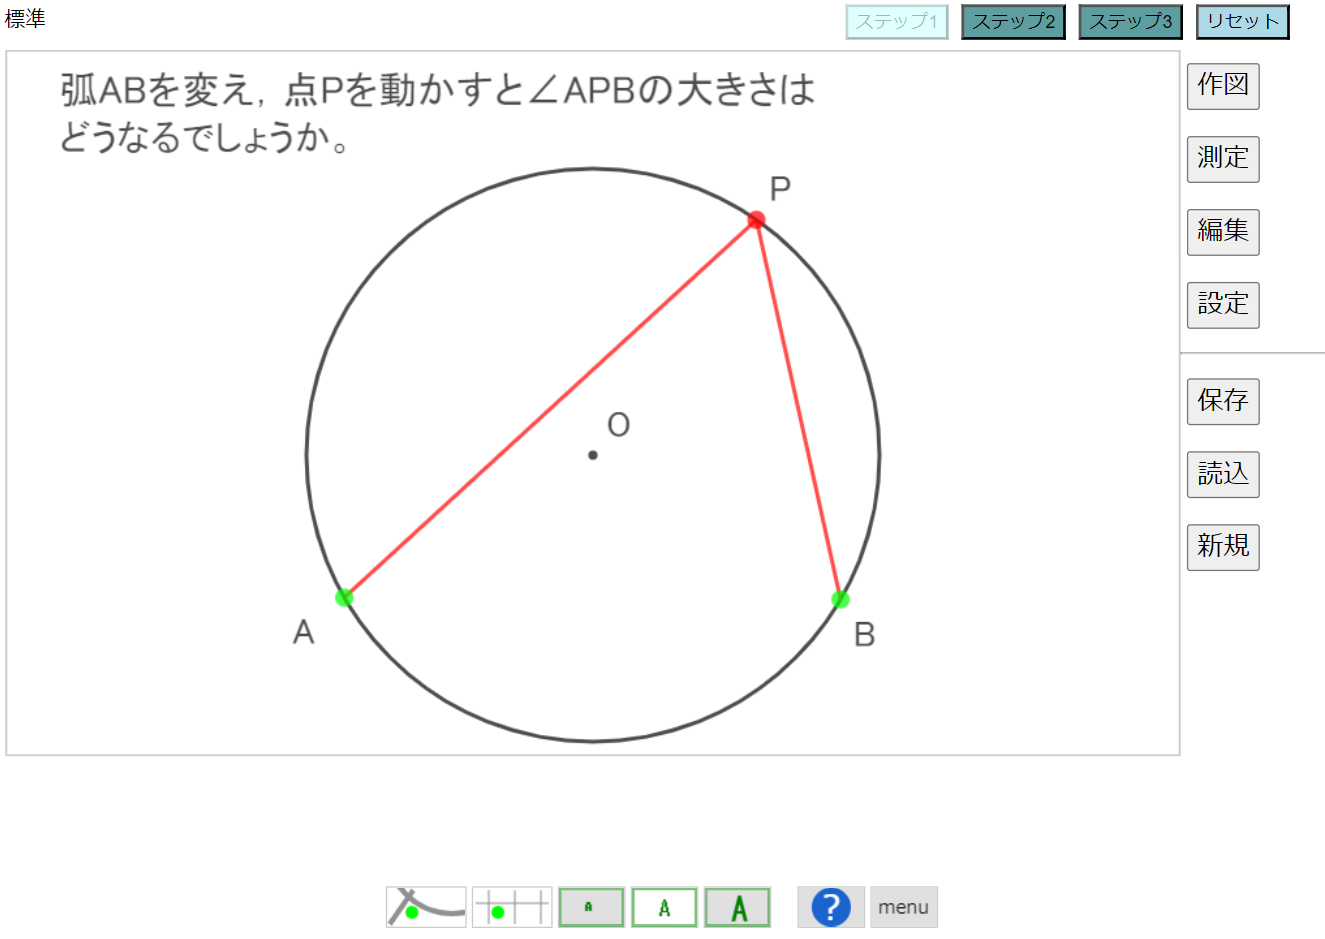 標準
ステップ1 ステップ2 ステップ3 リセット
弧ABを変え，点Pを動かすと∠APBの大きさは
どうなるでしょうか。
P
O
A
B
作図
測定
編集
設定
保存
読込
新規
A A A ? menu